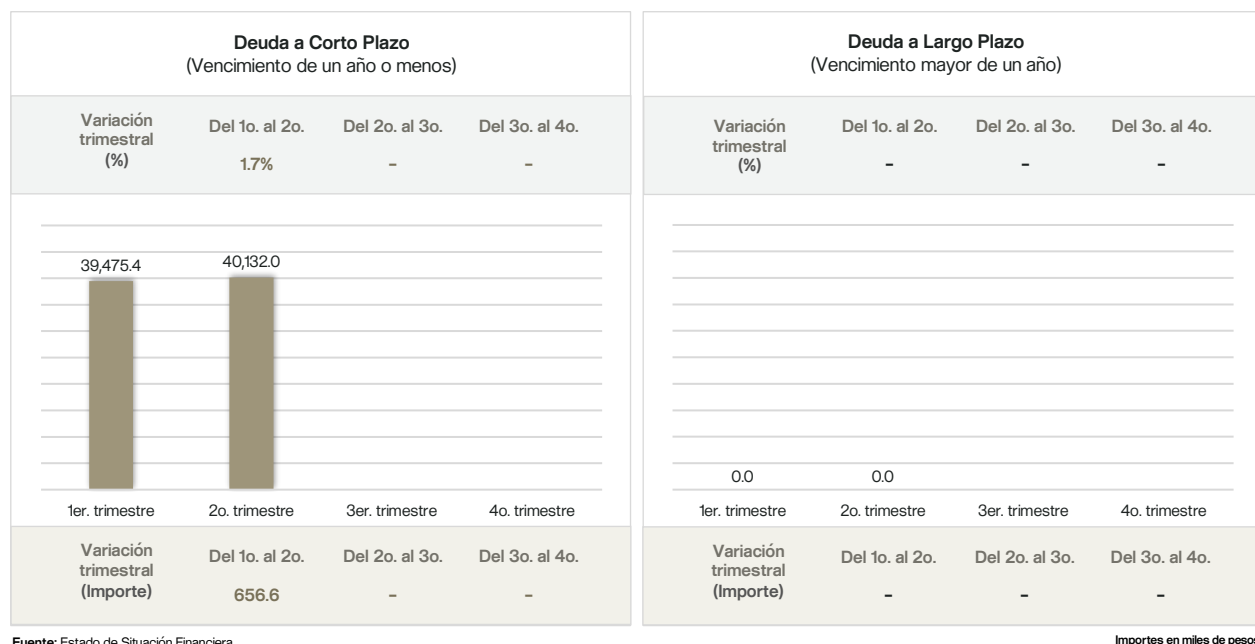 Deuda a Corto Plazo
(Vencimiento de un año o menos)
Variación
trimestral
(%)
Del 1o. al 2o.
Del 2o. al 3o.
Del 3o. al 4o.
1.7%
–
–
39,475.4
40,132.0
1er. trimestre
2o. trimestre
3er. trimestre
4o. trimestre
Variación
trimestral
(Importe)
Del 1o. al 2o.
Del 2o. al 3o.
Del 3o. al 4o.
656.6
–
–
Deuda a Largo Plazo
(Vencimiento mayor de un año)
Variación
trimestral
(%)
Del 1o. al 2o.
Del 2o. al 3o.
Del 3o. al 4o.
–
–
–
0.0
0.0
1er. trimestre
2o. trimestre
3er. trimestre
4o. trimestre
Variación
trimestral
(Importe)
Del 1o. al 2o.
Del 2o. al 3o.
Del 3o. al 4o.
–
–
–
Fuente: Estado de Situación Financiera
Importes en miles de pesos